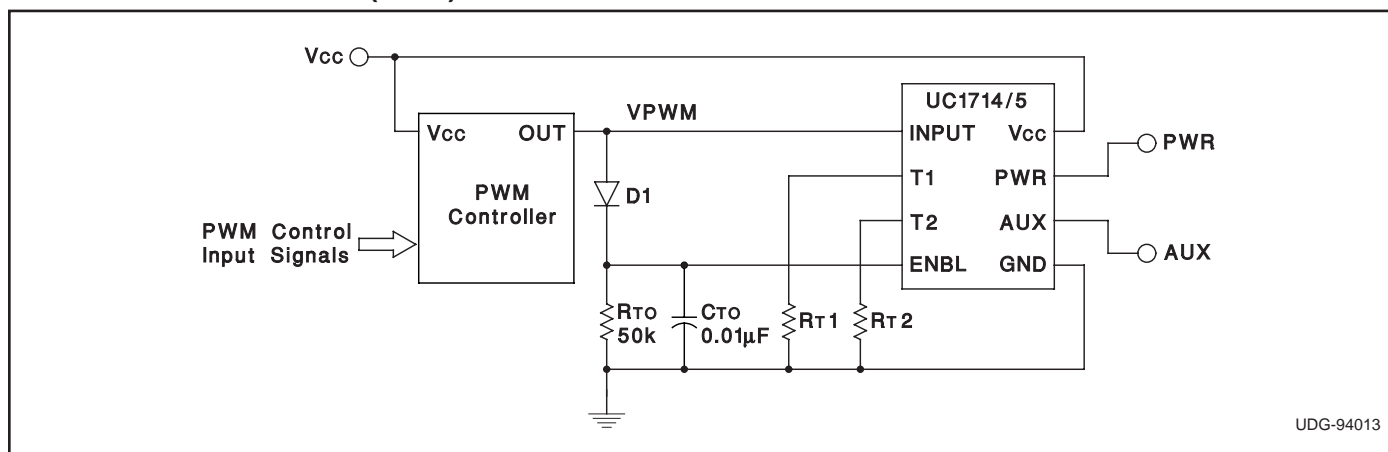 Vcc
UC1714/5
VPWM
Vcc OUT
INPUT Vcc
PWR
T1 PWR
D1
PWM
Controller
T2 AUX
PWM Control
Input Signals
AUX
ENBL GND
RTO
50k
CTO
0.01µF
RT1
RT2
UDG-94013